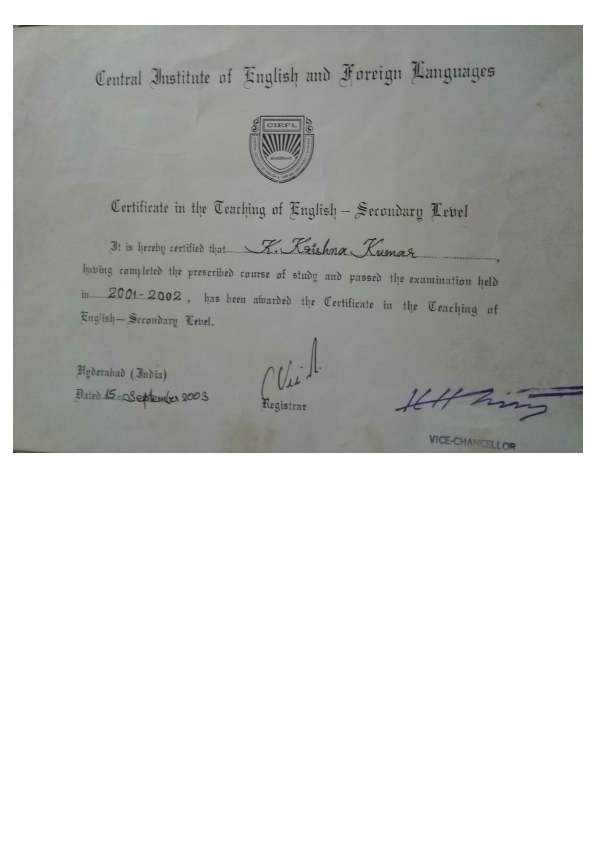 Central Institute of English and Foreign Languages
CIEFL
Certificate in the Teaching of English – Secondary Level
It is hereby certified that K. Krishna Kumar,
having completed the prescribed course of study and passed the examination held
in 2001-2002, has been awarded the Certificate in the Teaching of
English – Secondary Level.
Hyderabad (India)
Dated 15-September 2003
Registrar
VICE-CHANCELLOR